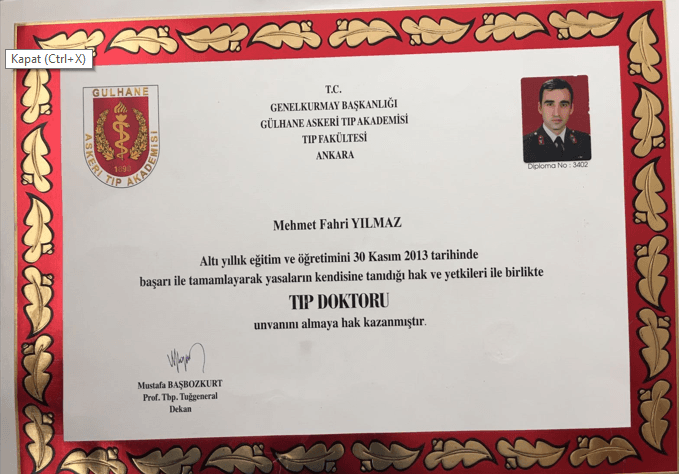 Kapat (Ctrl+X)
GÜLHANE
ASKERİ TIP AKADEMİSİ
1898
T.C.
GENELKURMAY BAŞKANLIĞI
GÜLHANE ASKERİ TIP AKADEMİSİ
TIP FAKÜLTESİ
ANKARA
Diploma No : 3402
Mehmet Fahri YILMAZ
Altı yıllık eğitim ve öğretimini 30 Kasım 2013 tarihinde
başarı ile tamamlayarak yasaların kendisine tanıdığı hak ve yetkileri ile birlikte
TIP DOKTORU
unvanını almaya hak kazanmıştır.
Mustafa BAŞBOZKURT
Prof. Tbp. Tuğgeneral
Dekan